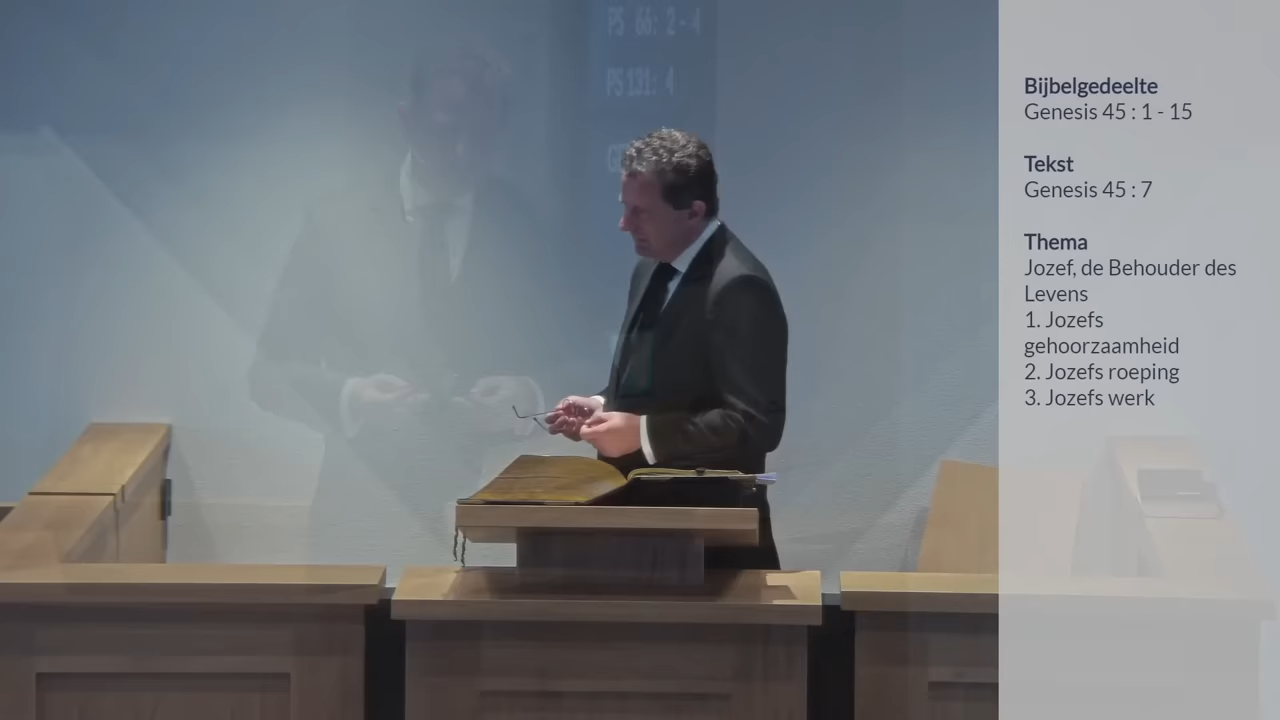 PS 66: 2 - 4
PS 131: 4
Bijbelgedeelte
Genesis 45 : 1 - 15
Tekst
Genesis 45 : 7
Thema
Jozef, de Behouder des
Levens
1. Jozefs
gehoorzaamheid
2. Jozefs roeping
3. Jozefs werk